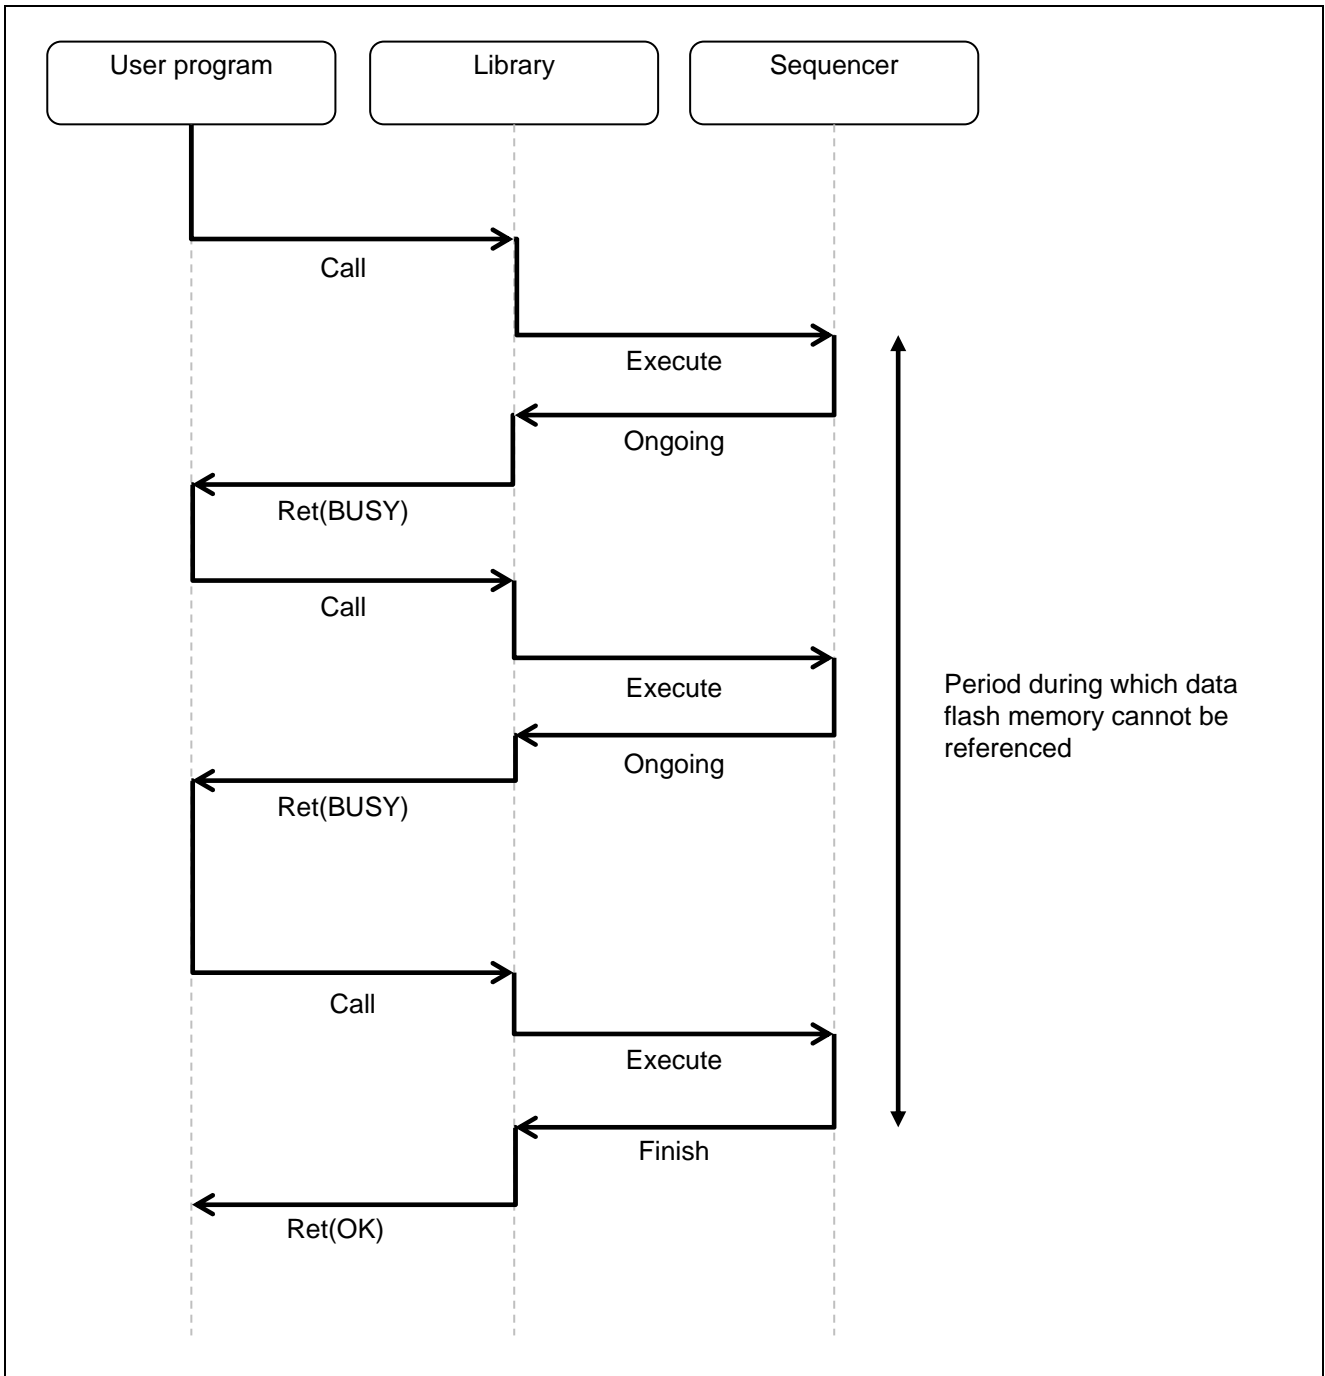 User program
Library
Sequencer
Call
Execute
Ongoing
Ret(BUSY)
Call
Execute
Period during which data
flash memory cannot be
referenced
Ongoing
Ret(BUSY)
Call
Execute
Finish
Ret(OK)